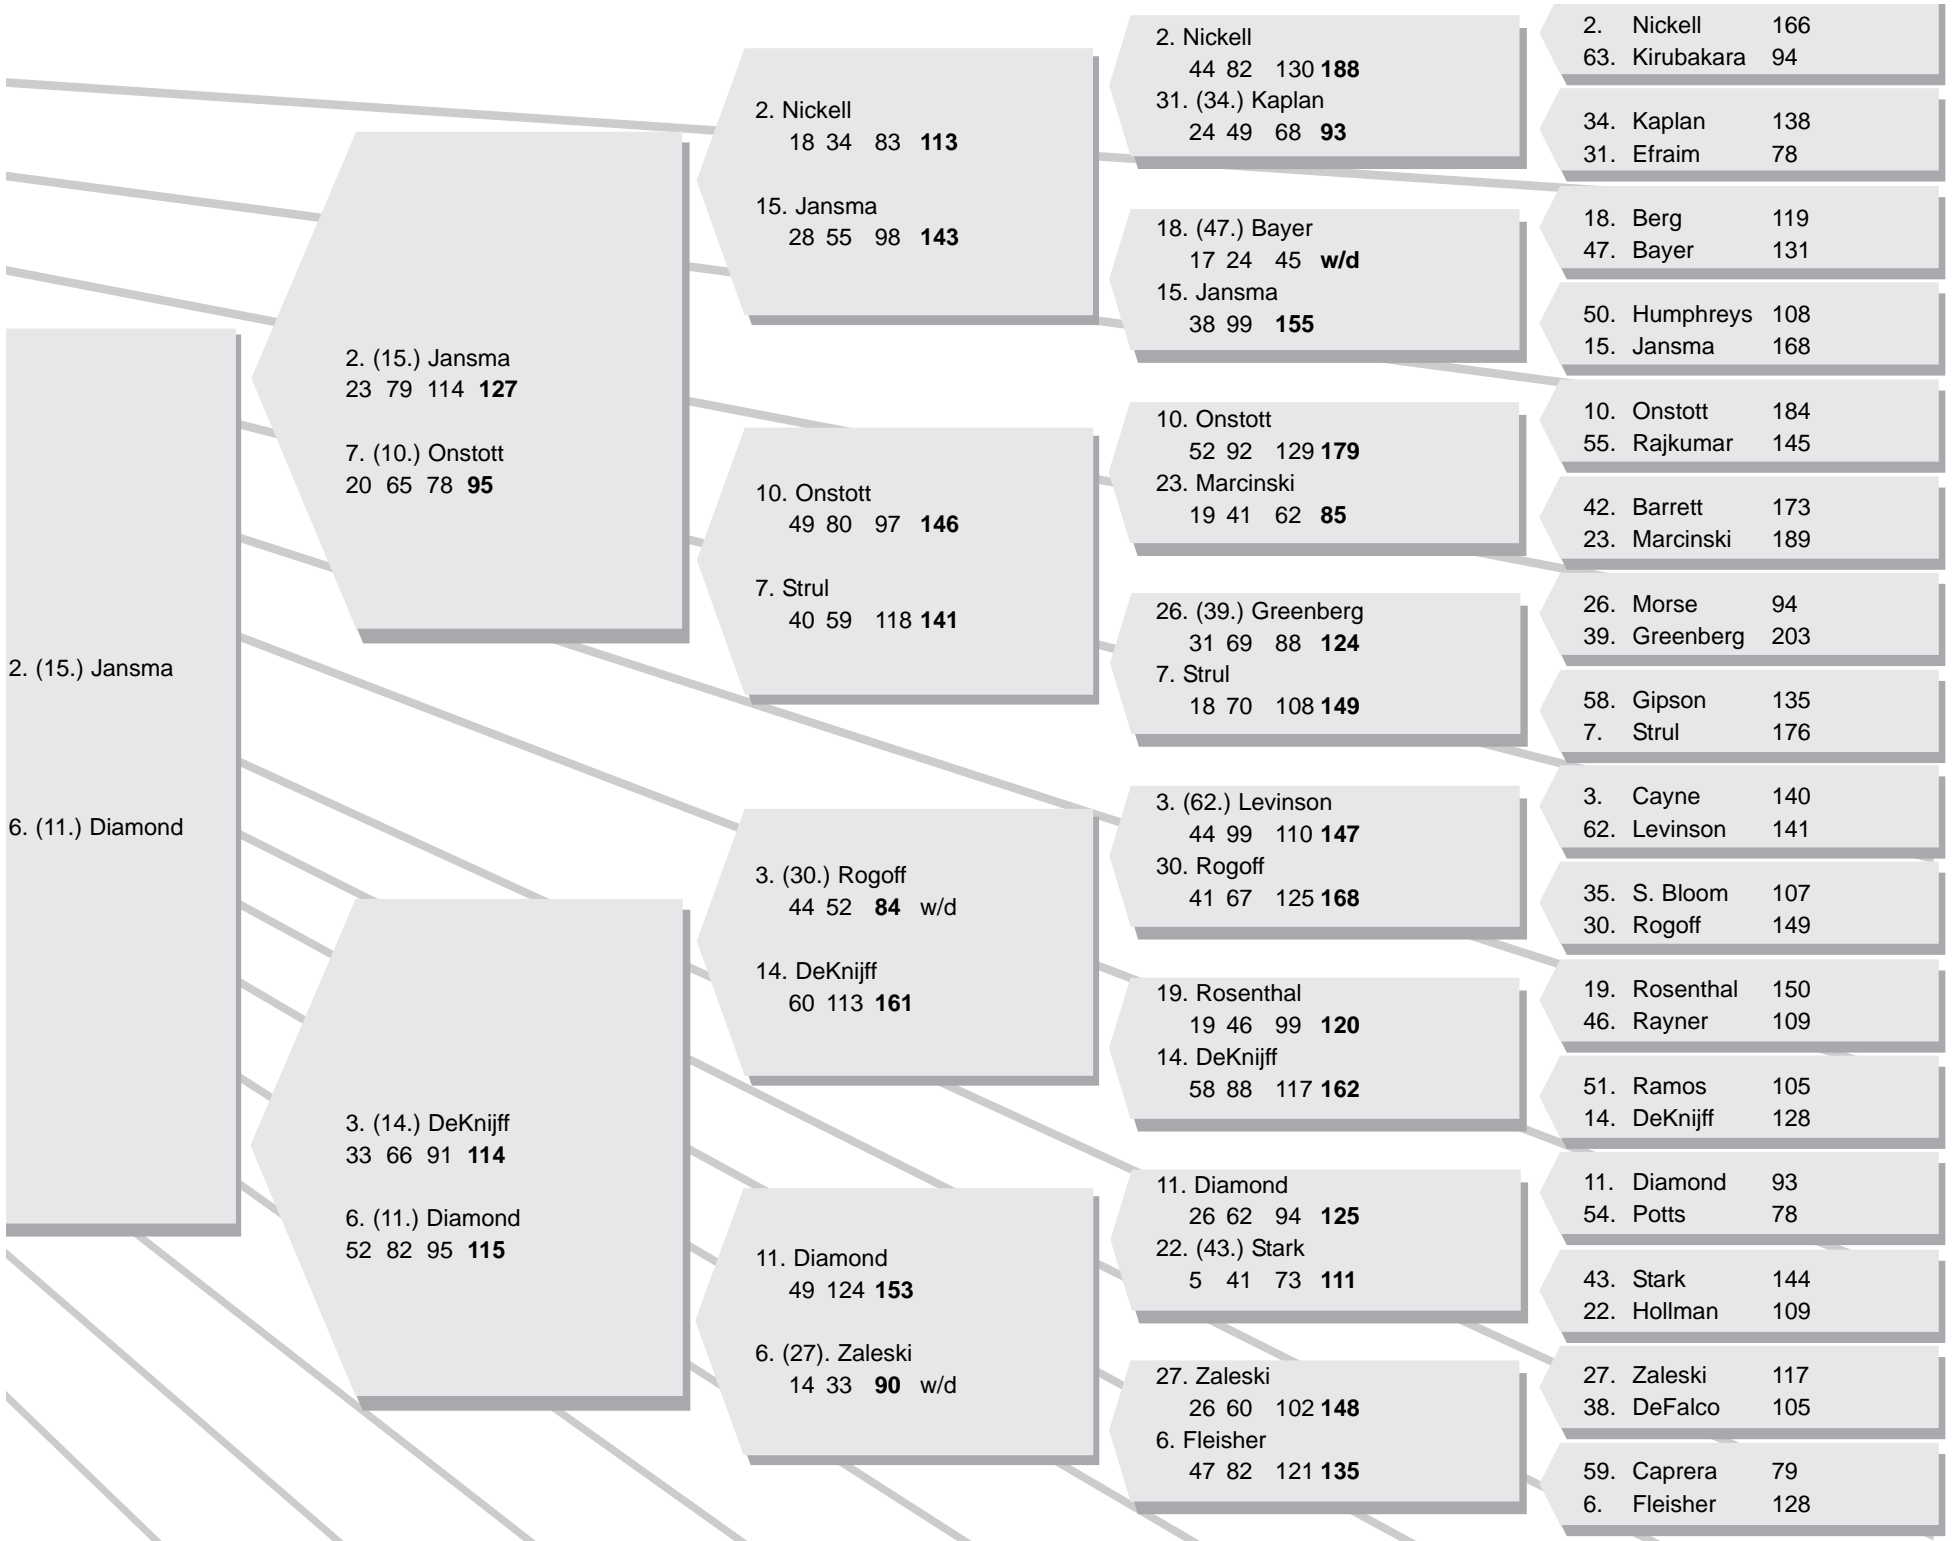 2. (15.) Jansma
6. (11.) Diamond
2. (15.) Jansma
23 79 114 127
7. (10.) Onstott
20 65 78 95
3. (14.) DeKnijff
33 66 91 114
6. (11.) Diamond
52 82 95 115
2. Nickell
18 34 83 113
15. Jansma
28 55 98 143
10. Onstott
49 80 97 146
7. Strul
40 59 118 141
3. (30.) Rogoff
44 52 84 w/d
14. DeKnijff
60 113 161
11. Diamond
49 124 153
6. (27). Zaleski
14 33 90 w/d
2. Nickell
44 82 130 188
31. (34.) Kaplan
24 49 68 93
18. (47.) Bayer
17 24 45 w/d
15. Jansma
38 99 155
10. Onstott
52 92 129 179
23. Marcinski
19 41 62 85
26. (39.) Greenberg
31 69 88 124
7. Strul
18 70 108 149
3. (62.) Levinson
44 99 110 147
30. Rogoff
41 67 125 168
19. Rosenthal
19 46 99 120
14. DeKnijff
58 88 117 162
11. Diamond
26 62 94 125
22. (43.) Stark
5 41 73 111
27. Zaleski
26 60 102 148
6. Fleisher
47 82 121 135
2. Nickell 166
63. Kirubakara 94
34. Kaplan 138
31. Efraim 78
18. Berg 119
47. Bayer 131
50. Humphreys 108
15. Jansma 168
10. Onstott 184
55. Rajkumar 145
42. Barrett 173
23. Marcinski 189
26. Morse 94
39. Greenberg 203
58. Gipson 135
7. Strul 176
3. Cayne 140
62. Levinson 141
35. S. Bloom 107
30. Rogoff 149
19. Rosenthal 150
46. Rayner 109
51. Ramos 105
14. DeKnijff 128
11. Diamond 93
54. Potts 78
43. Stark 144
22. Hollman 109
27. Zaleski 117
38. DeFalco 105
59. Caprera 79
6. Fleisher 128